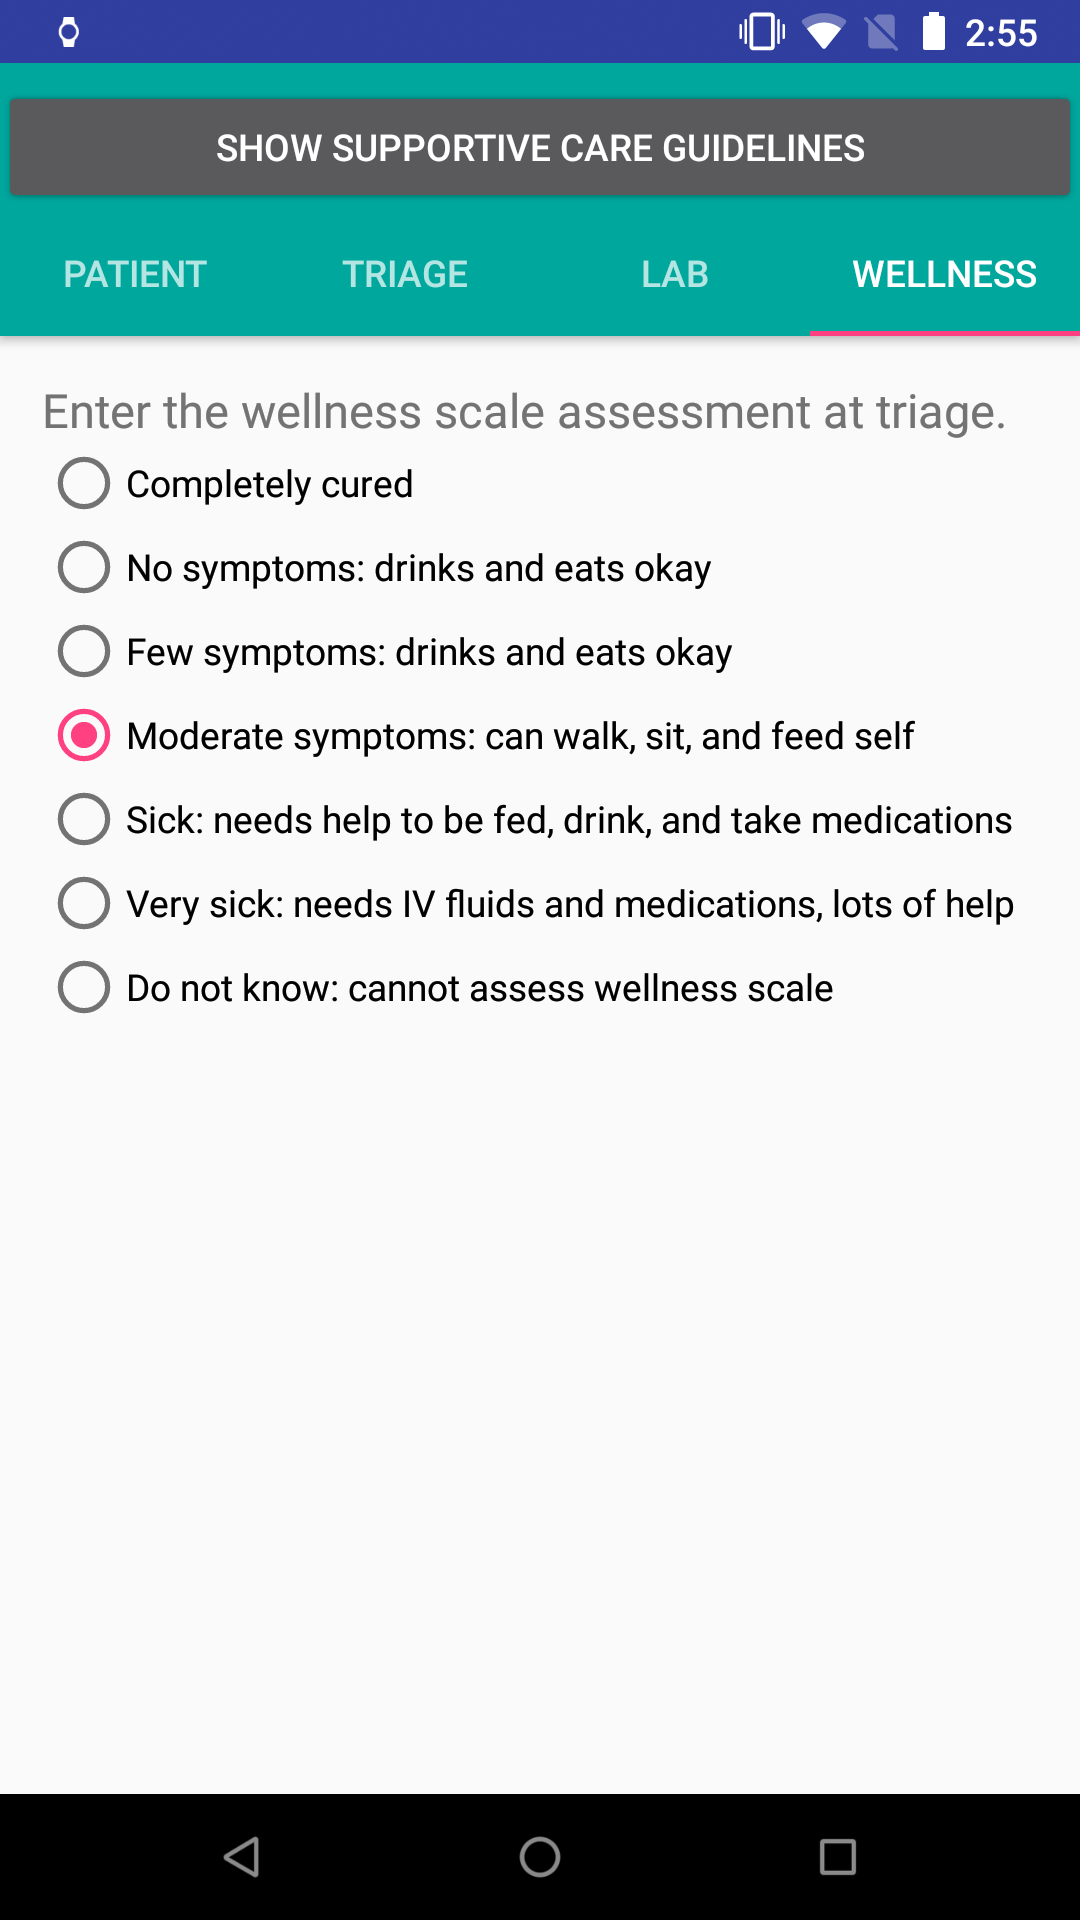 2:55
SHOW SUPPORTIVE CARE GUIDELINES
PATIENT TRIAGE LAB WELLNESS
Enter the wellness scale assessment at triage.
Completely cured
No symptoms: drinks and eats okay
Few symptoms: drinks and eats okay
Moderate symptoms: can walk, sit, and feed self
Sick: needs help to be fed, drink, and take medications
Very sick: needs IV fluids and medications, lots of help
Do not know: cannot assess wellness scale